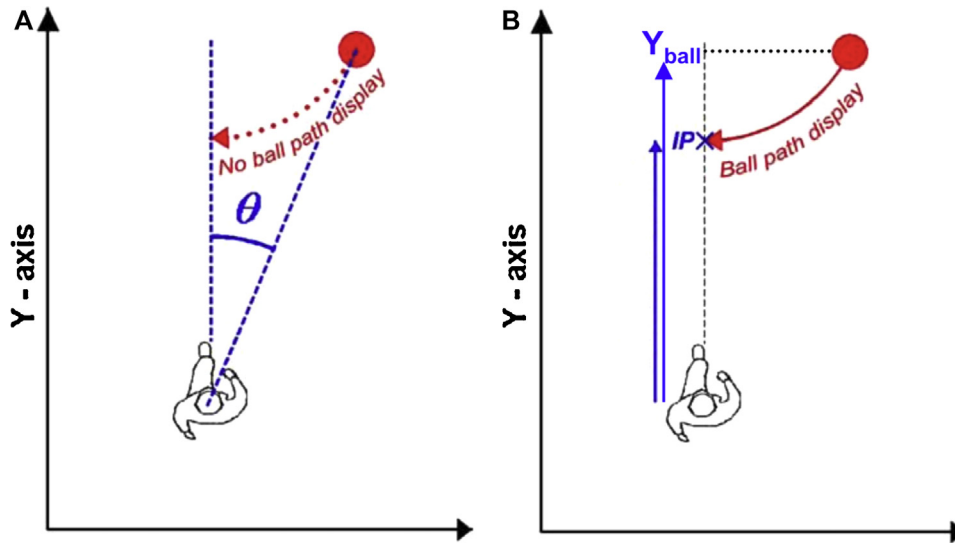 A
No ball path display
θ
Y - axis
B
Y ball
IP
Ball path display
Y - axis